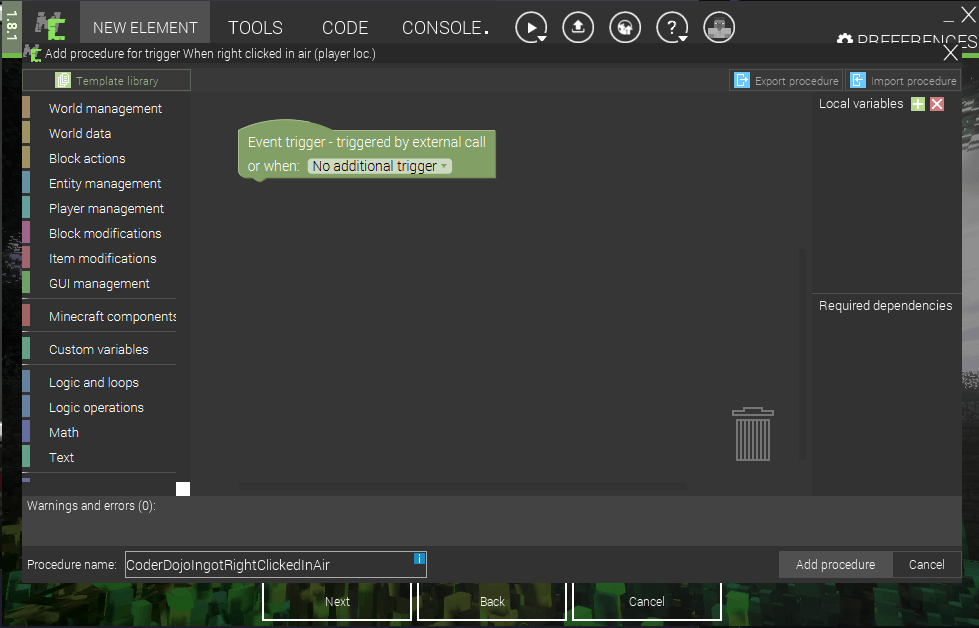 1.8.1
NEW ELEMENT
TOOLS
CODE
CONSOLE.
?
PREFERENCES
Add procedure for trigger When right clicked in air (player loc.)
Template library
Export procedure
Import procedure
World management
World data
Block actions
Entity management
Player management
Block modifications
Item modifications
GUI management
Minecraft components
Custom variables
Logic and loops
Logic operations
Math
Text
Event trigger - triggered by external call
or when: No additional trigger
Local variables
Required dependencies
Warnings and errors (0):
Procedure name: CoderDojoIngotRightClickedInAir
i
Add procedure
Cancel
Next
Back
Cancel